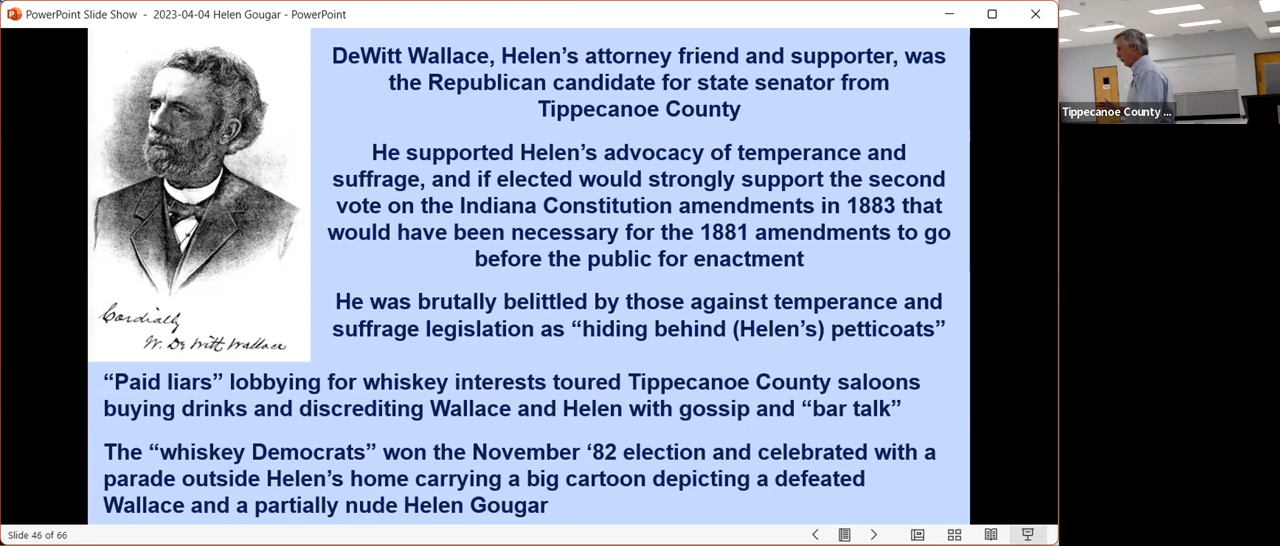 PowerPoint Slide Show - 2023-04-04 Helen Gougar - PowerPoint
DeWitt Wallace, Helen’s attorney friend and supporter, was
the Republican candidate for state senator from
Tippecanoe County
He supported Helen’s advocacy of temperance and
suffrage, and if elected would strongly support the second
vote on the Indiana Constitution amendments in 1883 that
would have been necessary for the 1881 amendments to go
before the public for enactment
He was brutally belittled by those against temperance and
suffrage legislation as “hiding behind (Helen’s) petticoats”
Cordially
W. De Witt Wallace
“Paid liars” lobbying for whiskey interests toured Tippecanoe County saloons
buying drinks and discrediting Wallace and Helen with gossip and “bar talk”
The “whiskey Democrats” won the November ‘82 election and celebrated with a
parade outside Helen’s home carrying a big cartoon depicting a defeated
Wallace and a partially nude Helen Gougar
Slide 46 of 66
Tippecanoe County ...